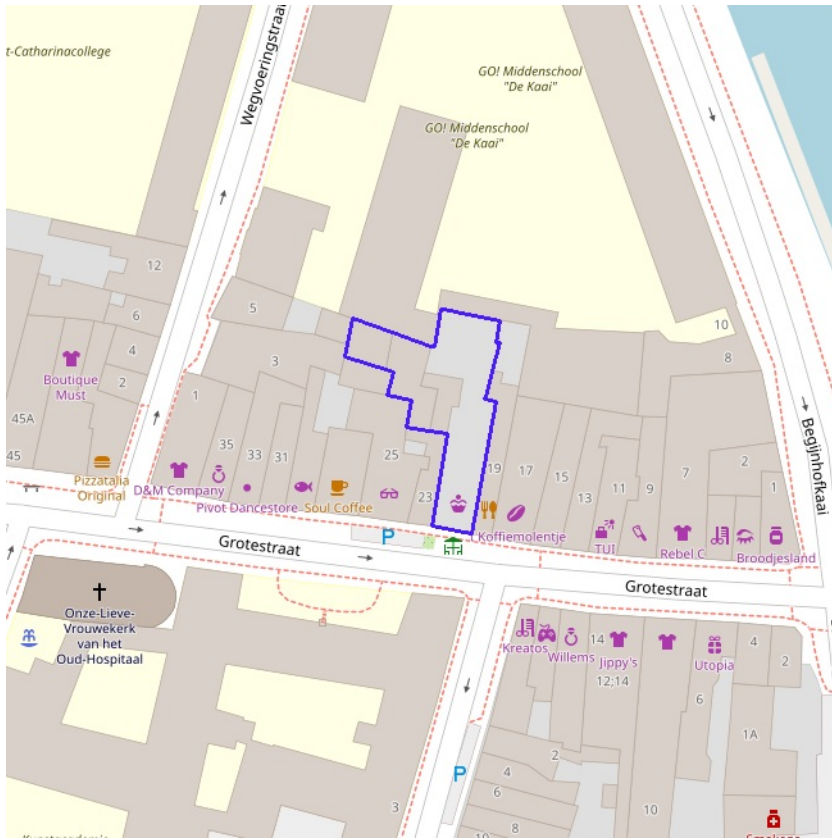 t-Catharinacollege
Wegvoeringstraat
GO! Middenschool
"De Kaai"
GO! Middenschool
"De Kaai"
12
6
4
2
Boutique
Must
45A
45
Pizzatalia
Original
5
3
1
35
33
31
25
23
19
17
15
13
11
9
7
10
8
2
1
D&M Company
Pivot Dancestore
Soul Coffee
Koffiemolentje
TUI
Rebel C
Broodjesland
Begijnhofkaai
P
Grotestraat
Grotestraat
Onze-Lieve-
Vrouwekerk
van het
Oud-Hospitaal
Kreatos
Willems
14
Jippy's
12;14
Utopia
4
2
6
1A
2
4
6
8
10
10
3
P